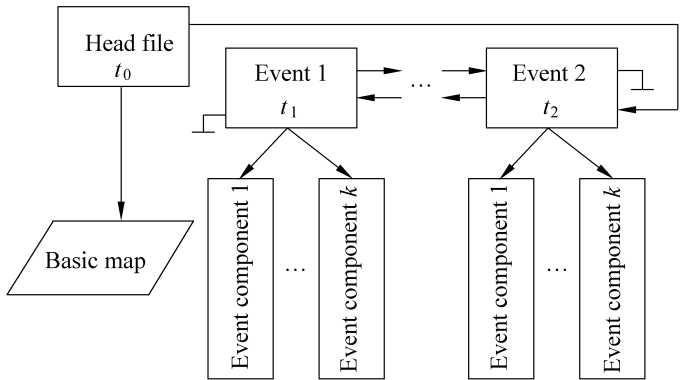 Head file
t0
Event 1
t1
...
Event 2
t2
Basic map
Event component 1
...
Event component k
Event component 1
...
Event component k